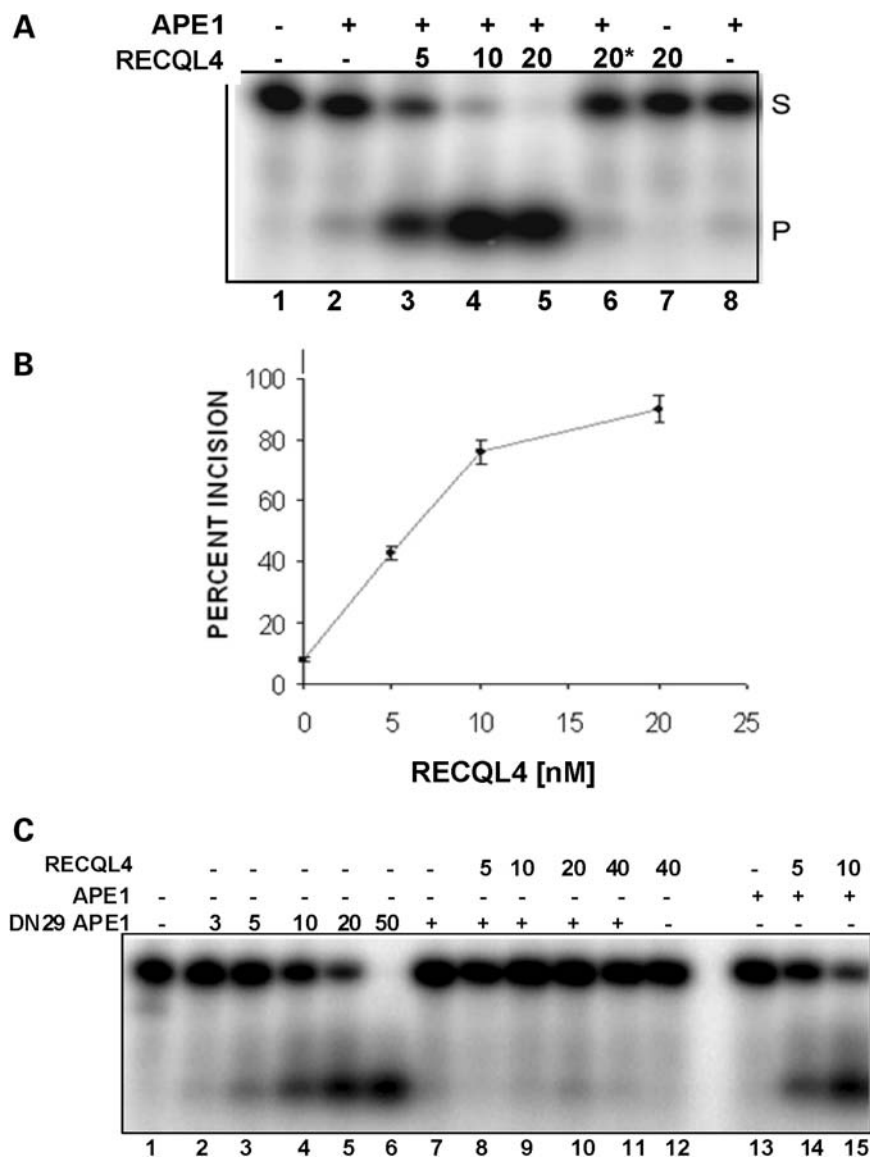 A
APE1 - + + + + + - +
RECQL4 - - 5 10 20 20* 20 -
S
P
1 2 3 4 5 6 7 8
B
PERCENT INCISION
100
80
60
40
20
0
0 5 10 15 20 25
RECQL4 [nM]
C
RECQL4 - - - - - - 5 10 20 40 40 - 5 10
APE1 - - - - - - - - - - - - + + +
DN29 APE1 - 3 5 10 20 50 + + + + + - - - -
1 2 3 4 5 6 7 8 9 10 11 12 13 14 15